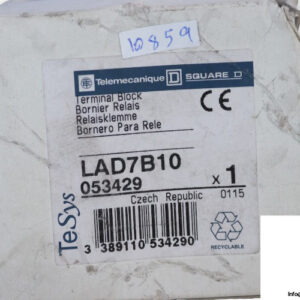 10859
Telemecanique D SQUARE D
Terminal Block
Bornier Relais
Relaisklemme
Bornero Para Rele
CE
LAD7B10
053429
x 1
Czech Republic 0115
TeSys
3 389110 534290
RECYCLABLE